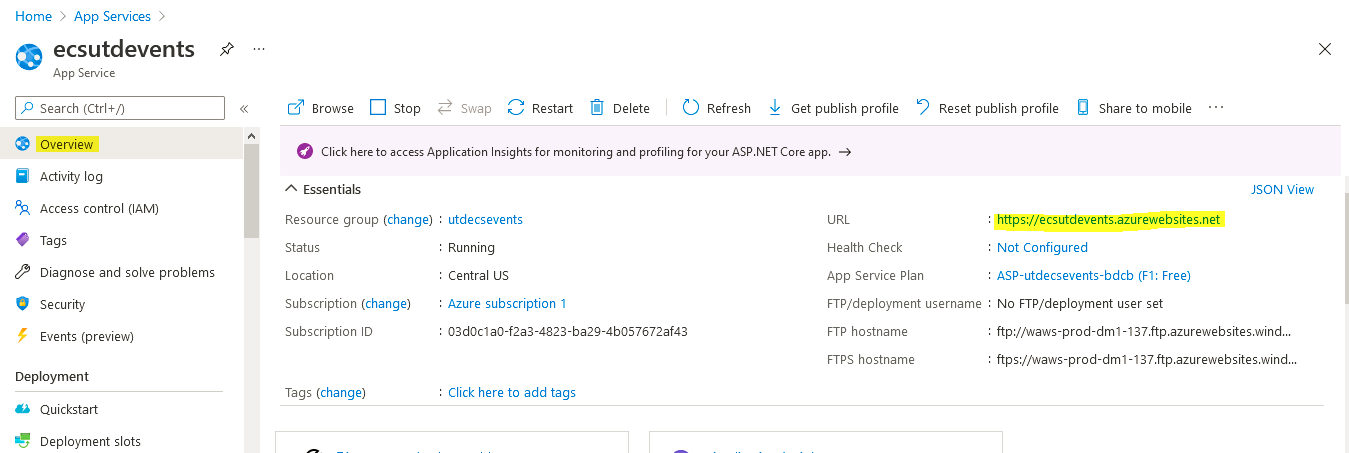 Home > App Services >
ecsutdevents ...
App Service
Search (Ctrl+/) «
Browse Stop Swap Restart Delete Refresh Get publish profile Reset publish profile Share to mobile ...
Overview
Activity log
Access control (IAM)
Tags
Diagnose and solve problems
Security
Events (preview)
Deployment
Quickstart
Deployment slots
Click here to access Application Insights for monitoring and profiling for your ASP.NET Core app. →
Essentials JSON View
Resource group (change) : utdecsevents
Status : Running
Location : Central US
Subscription (change) : Azure subscription 1
Subscription ID : 03d0c1a0-f2a3-4823-ba29-4b057672af43
Tags (change) : Click here to add tags
URL : https://ecsutdevents.azurewebsites.net
Health Check : Not Configured
App Service Plan : ASP-utdecsevents-bdcb (F1: Free)
FTP/deployment username : No FTP/deployment user set
FTP hostname : ftp://waws-prod-dm1-137.ftp.azurewebsites.wind...
FTPS hostname : ftps://waws-prod-dm1-137.ftp.azurewebsites.wind...